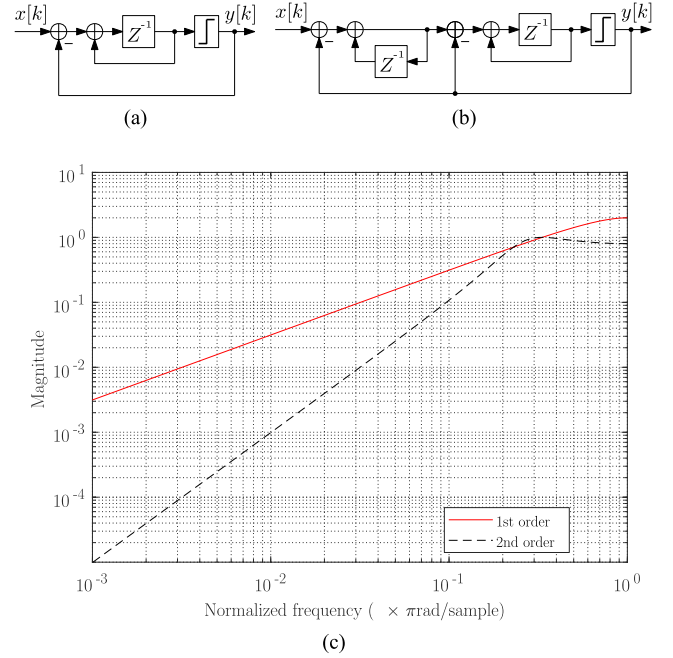 x[k] − Z⁻¹ y[k]
(a)
x[k] − Z⁻¹ − Z⁻¹ y[k]
(b)
10¹
10⁰
10⁻¹
10⁻²
10⁻³
10⁻⁴
Magnitude
1st order
2nd order
10⁻³ 10⁻² 10⁻¹ 10⁰
Normalized frequency ( × πrad/sample)
(c)